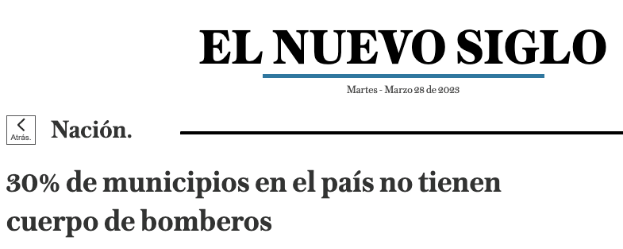 EL NUEVO SIGLO
Martes - Marzo 28 de 2023
Atrás.
Nación.
30% de municipios en el país no tienen
cuerpo de bomberos